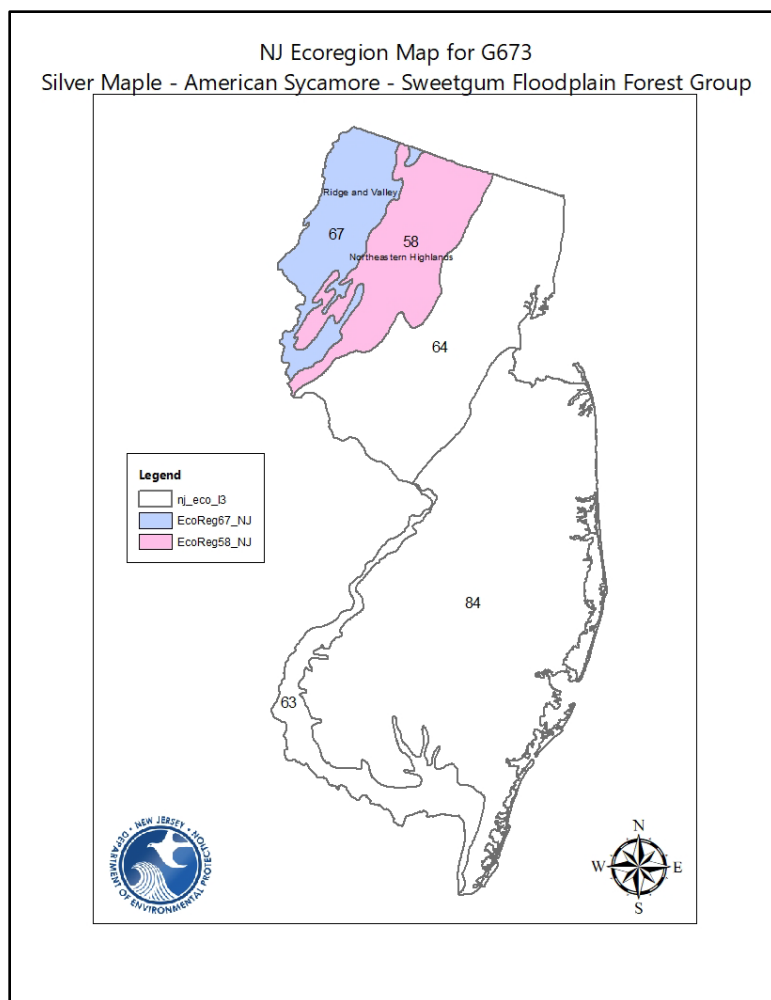 NJ Ecoregion Map for G673
Silver Maple - American Sycamore - Sweetgum Floodplain Forest Group
Ridge and Valley
67
58
Northeastern Highlands
64
Legend
nj_eco_l3
EcoReg67_NJ
EcoReg58_NJ
84
63
NEW JERSEY
DEPARTMENT OF ENVIRONMENTAL PROTECTION
N
W E
S